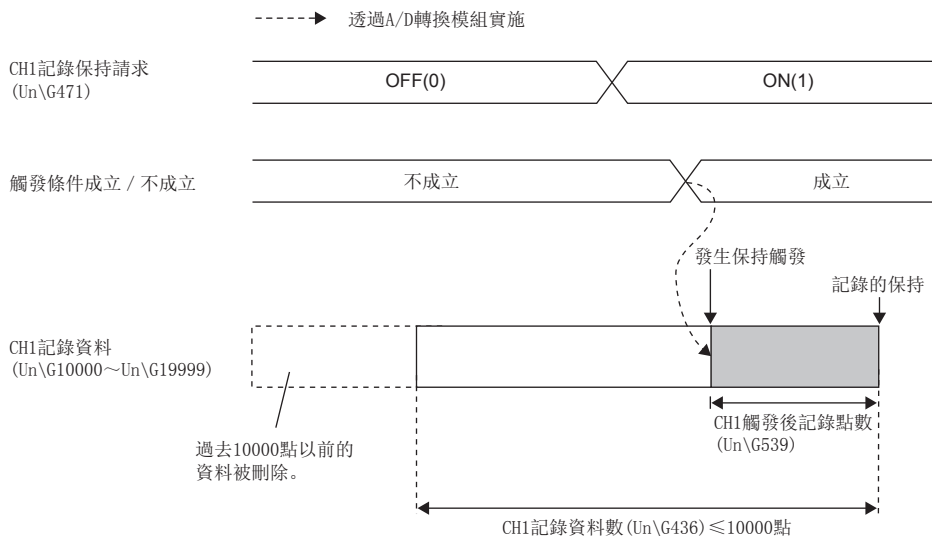 透過A/D轉換模組實施
CH1記錄保持請求
(Un\G471)
OFF(0)
ON(1)
觸發條件成立 / 不成立
不成立
成立
發生保持觸發
記錄的保持
CH1記錄資料
(Un\G10000～Un\G19999)
過去10000點以前的
資料被刪除。
CH1觸發後記錄點數
(Un\G539)
CH1記錄資料數(Un\G436)≤10000點